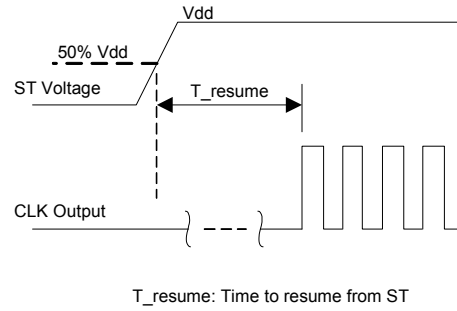 Vdd
50% Vdd
ST Voltage
T_resume
CLK Output
T_resume: Time to resume from ST